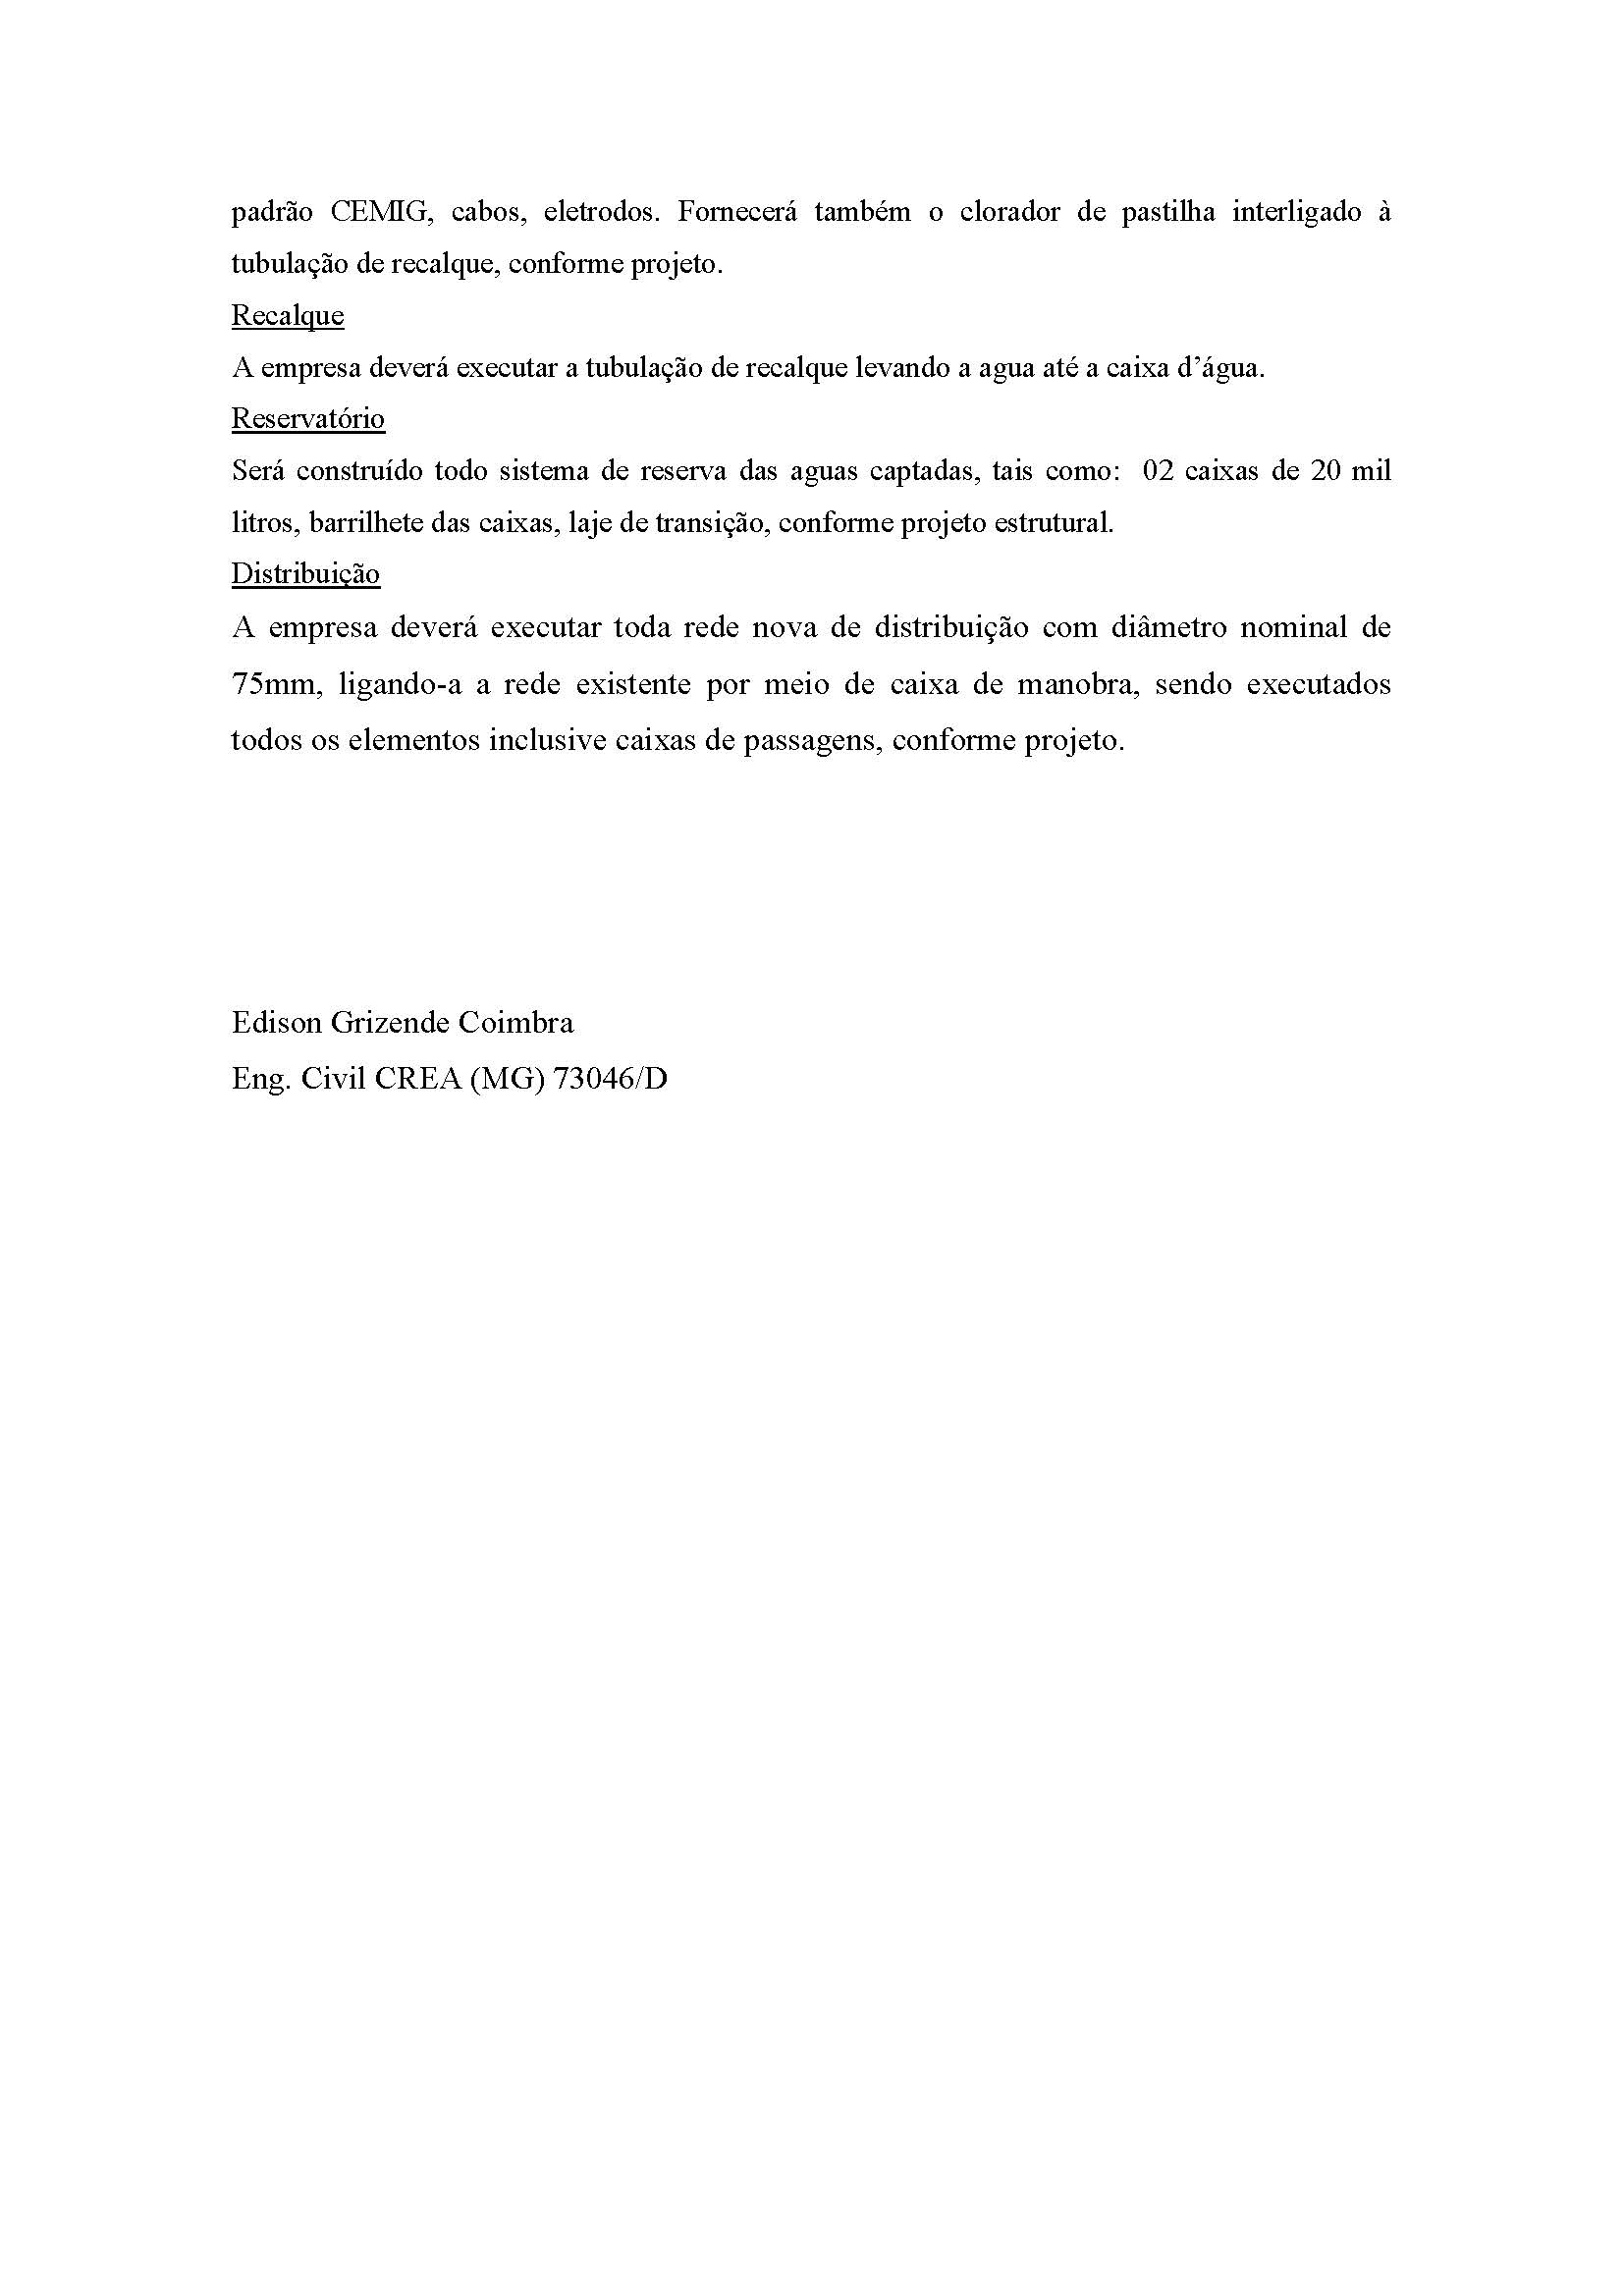 padrão CEMIG, cabos, eletrodos. Fornecerá também o clorador de pastilha interligado à
tubulação de recalque, conforme projeto.
Recalque
A empresa deverá executar a tubulação de recalque levando a agua até a caixa d’água.
Reservatório
Será construído todo sistema de reserva das aguas captadas, tais como:  02 caixas de 20 mil
litros, barrilhete das caixas, laje de transição, conforme projeto estrutural.
Distribuição
A empresa deverá executar toda rede nova de distribuição com diâmetro nominal de
75mm, ligando-a a rede existente por meio de caixa de manobra, sendo executados
todos os elementos inclusive caixas de passagens, conforme projeto.
Edison Grizende Coimbra
Eng. Civil CREA (MG) 73046/D